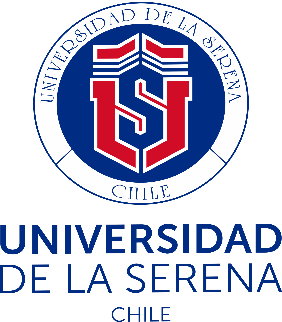 UNIVERSIDAD DE LA SERENA
CHILE
UNIVERSIDAD
DE LA SERENA
CHILE